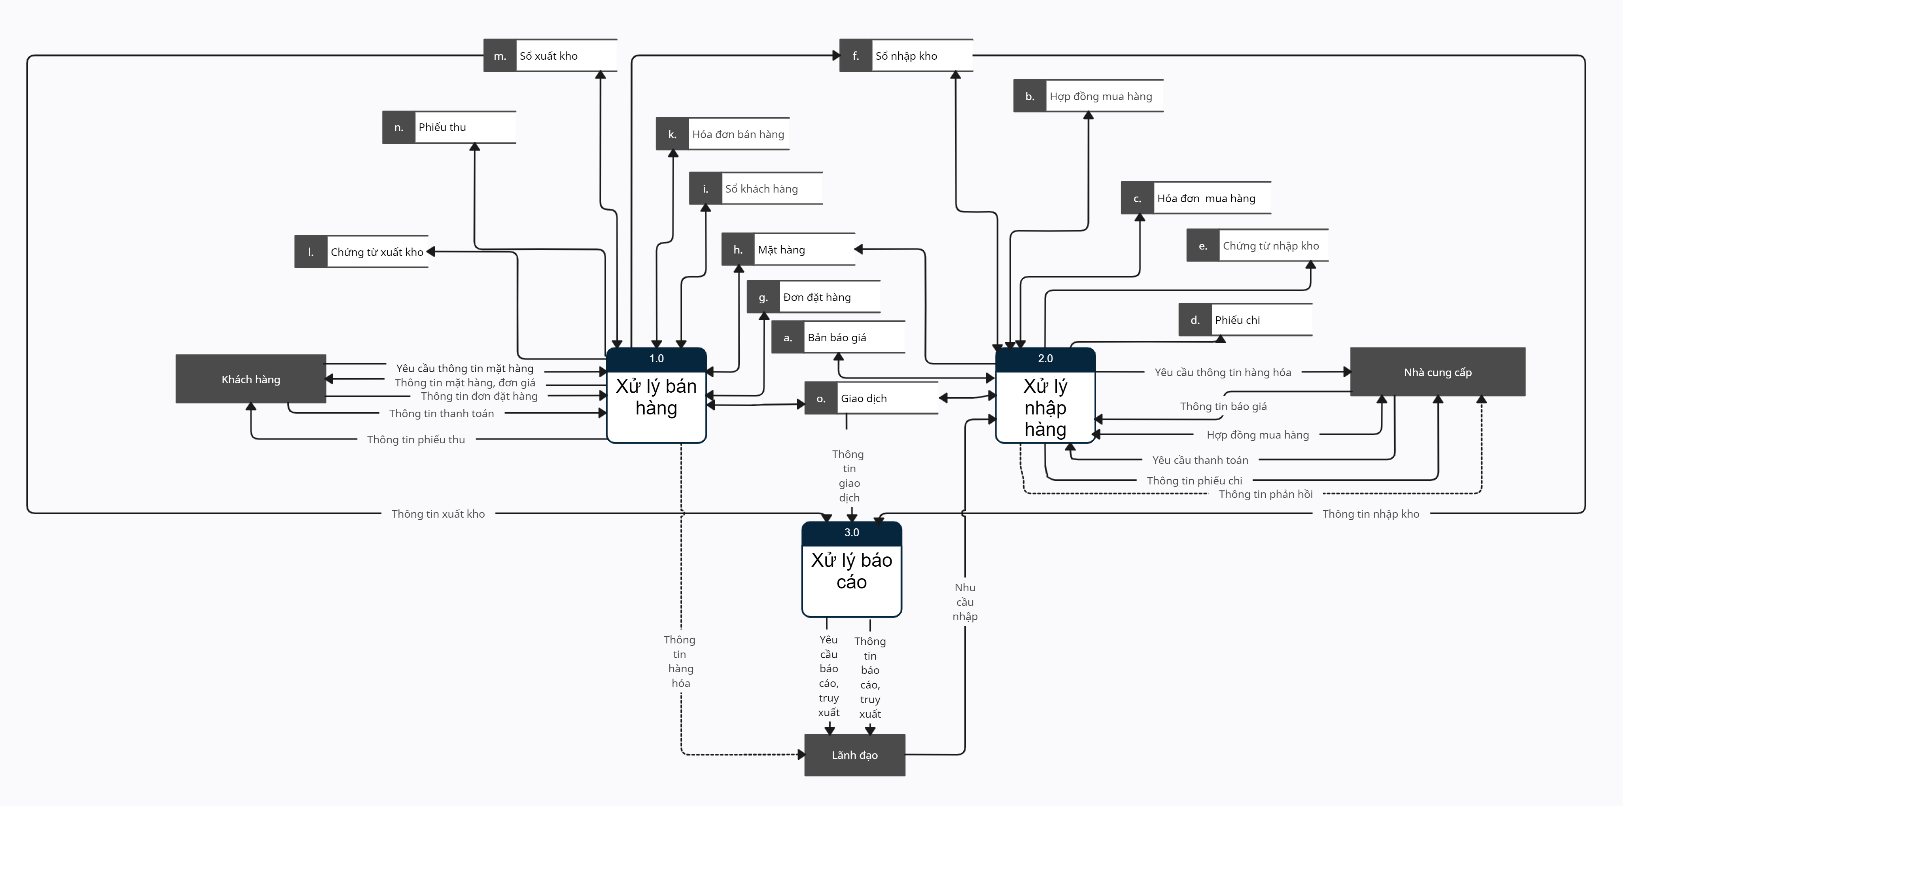 m. Sổ xuất kho
f. Sổ nhập kho
b. Hợp đồng mua hàng
n. Phiếu thu
k. Hóa đơn bán hàng
i. Sổ khách hàng
c. Hóa đơn mua hàng
l. Chứng từ xuất kho
h. Mặt hàng
e. Chứng từ nhập kho
g. Đơn đặt hàng
a. Bản báo giá
d. Phiếu chi
o. Giao dịch
Khách hàng
Yêu cầu thông tin mặt hàng
Thông tin mặt hàng, đơn giá
Thông tin đơn đặt hàng
Thông tin thanh toán
Thông tin phiếu thu
1.0
Xử lý bán
hàng
2.0
Xử lý
nhập
hàng
Yêu cầu thông tin hàng hóa
Nhà cung cấp
Thông tin báo giá
Hợp đồng mua hàng
Yêu cầu thanh toán
Thông tin phiếu chi
Thông tin phản hồi
Thông
tin
giao
dịch
Thông tin xuất kho
Thông tin nhập kho
3.0
Xử lý báo
cáo
Nhu
cầu
nhập
Thông
tin
hàng
hóa
Yêu
cầu
báo
cáo,
truy
xuất
Thông
tin
báo
cáo,
truy
xuất
Lãnh đạo